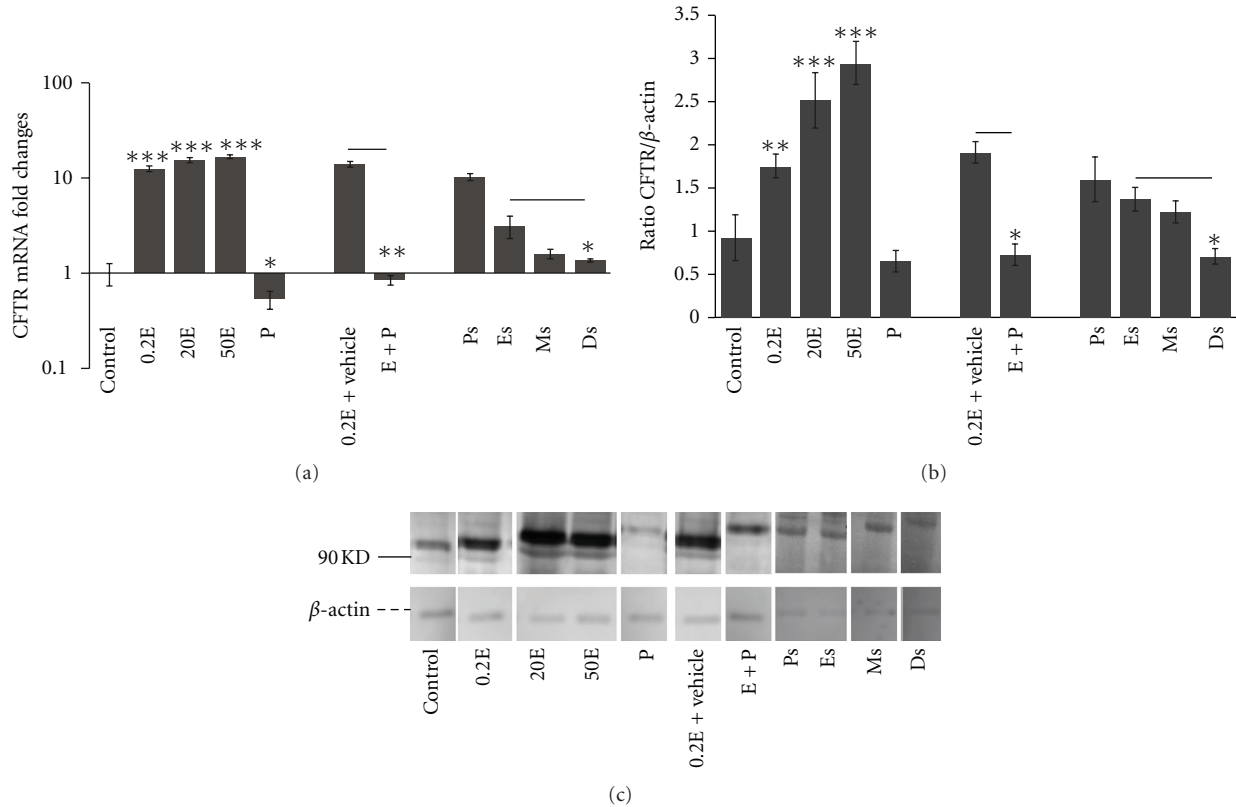 CFTR mRNA fold changes
100
10
1
0.1
***
***
***
*
**
*
Control
0.2E
20E
50E
P
0.2E + vehicle
E + P
Ps
Es
Ms
Ds
(a)
Ratio CFTR/β-actin
3.5
3
2.5
2
1.5
1
0.5
0
**
***
***
*
*
Control
0.2E
20E
50E
P
0.2E + vehicle
E + P
Ps
Es
Ms
Ds
(b)
90 KD
β-actin
Control
0.2E
20E
50E
P
0.2E + vehicle
E + P
Ps
Es
Ms
Ds
(c)